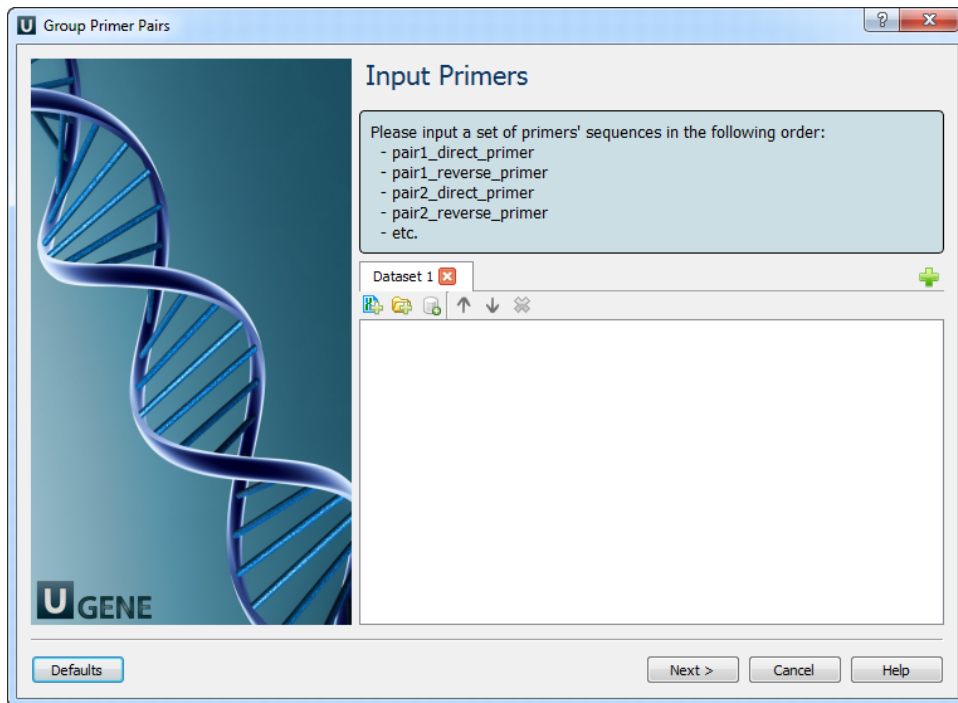 U Group Primer Pairs
Input Primers
Please input a set of primers' sequences in the following order:
- pair1_direct_primer
- pair1_reverse_primer
- pair2_direct_primer
- pair2_reverse_primer
- etc.
Dataset 1
U GENE
Defaults
Next >
Cancel
Help